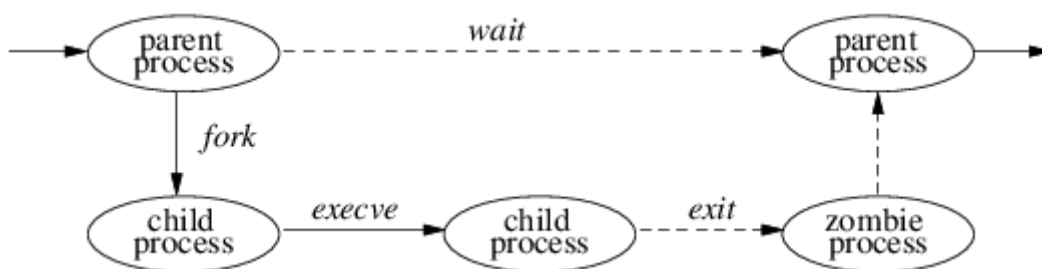 parent
process
wait
parent
process
fork
child
process
execve
child
process
exit
zombie
process